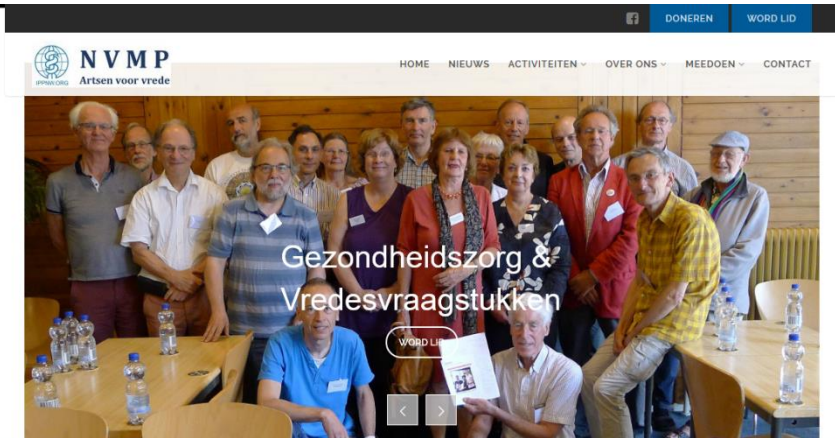 DONEREN WORD LID
IPPNW.ORG
NVMP
Artsen voor vrede
HOME NIEUWS ACTIVITEITEN OVER ONS MEEDOEN CONTACT
Gezondheidszorg &
Vredesvraagstukken
WORD LID